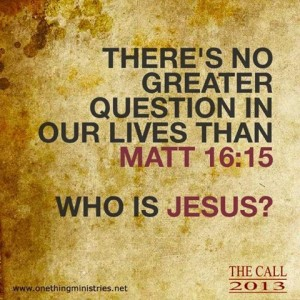 THERE'S NO
GREATER
QUESTION IN
OUR LIVES THAN
MATT 16:15
WHO IS JESUS?
www.onethingministries.net
THE CALL
2013